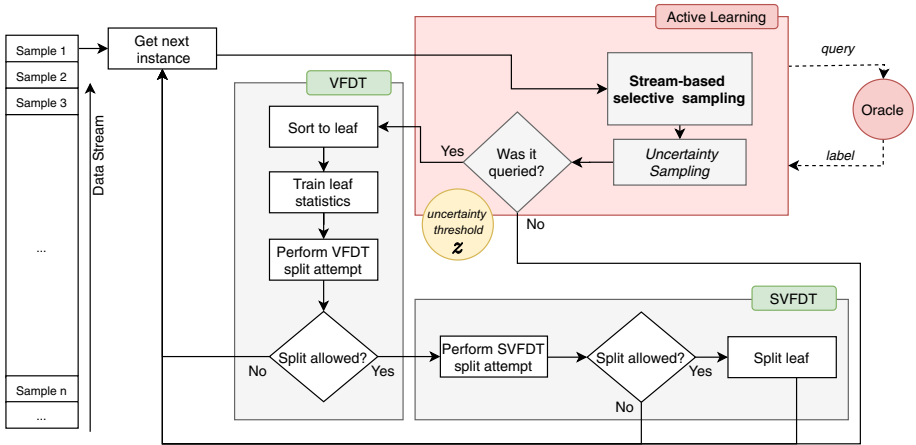 Sample 1
Sample 2
Sample 3
...
Sample n
...
Data Stream
Get next
instance
Active Learning
Stream-based
selective sampling
Uncertainty
Sampling
Was it
queried?
Yes
No
uncertainty
threshold
z
query
Oracle
label
VFDT
Sort to leaf
Train leaf
statistics
Perform VFDT
split attempt
Split allowed?
No
Yes
SVFDT
Perform SVFDT
split attempt
Split allowed?
Yes
No
Split leaf